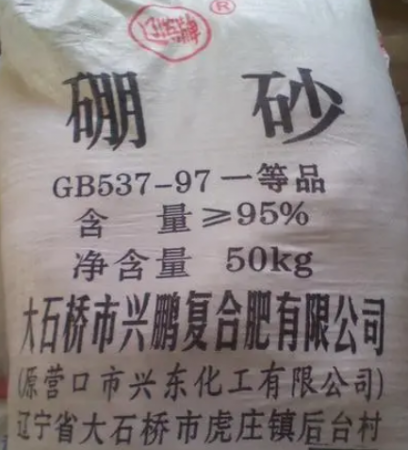 ®
硼 砂
GB537-97 一等品
含 量≥95%
净含量 50kg
大石桥市兴鹏复合肥有限公司
(原营口市兴东化工有限公司)
辽宁省大石桥市虎庄镇后台村